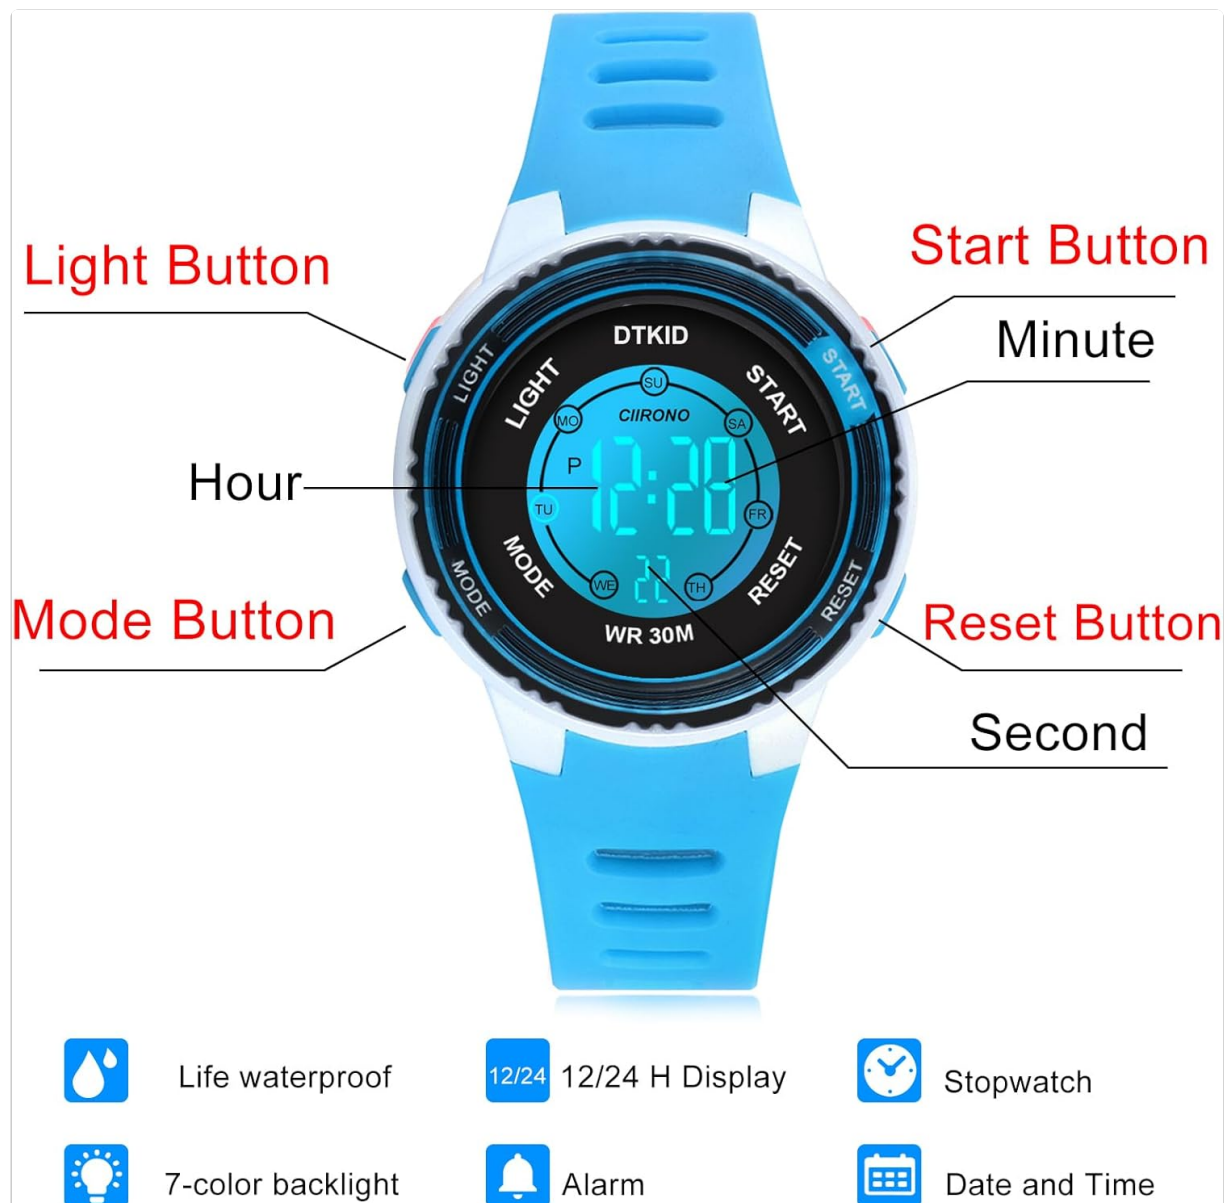 Light Button
Start Button
Minute
DTKID
LIGHT
LIGHT
START
START
SU
MO
CIIRONO
SA
P
12:28
Hour
TU
FR
MODE
MODE
WE
22
TH
RESET
RESET
WR 30M
Mode Button
Reset Button
Second
Life waterproof
12/24
12/24 H Display
Stopwatch
7-color backlight
Alarm
Date and Time